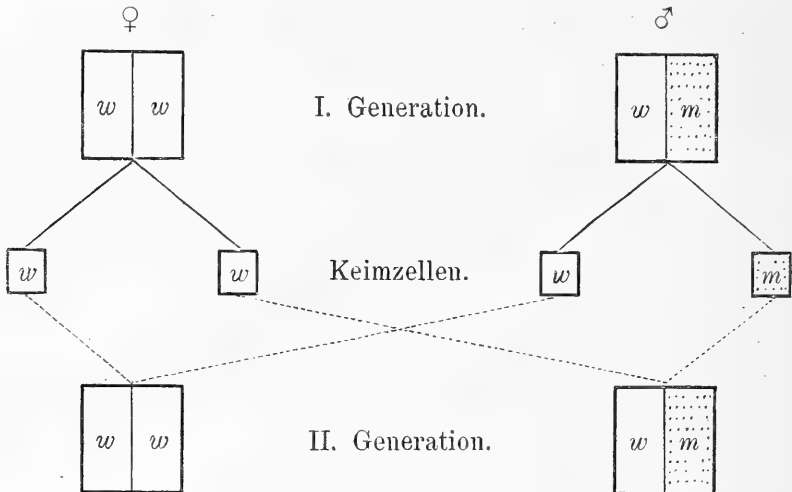 ♀ ♂
w w I. Generation. w m
w w Keimzellen. w m
w w II. Generation. w m